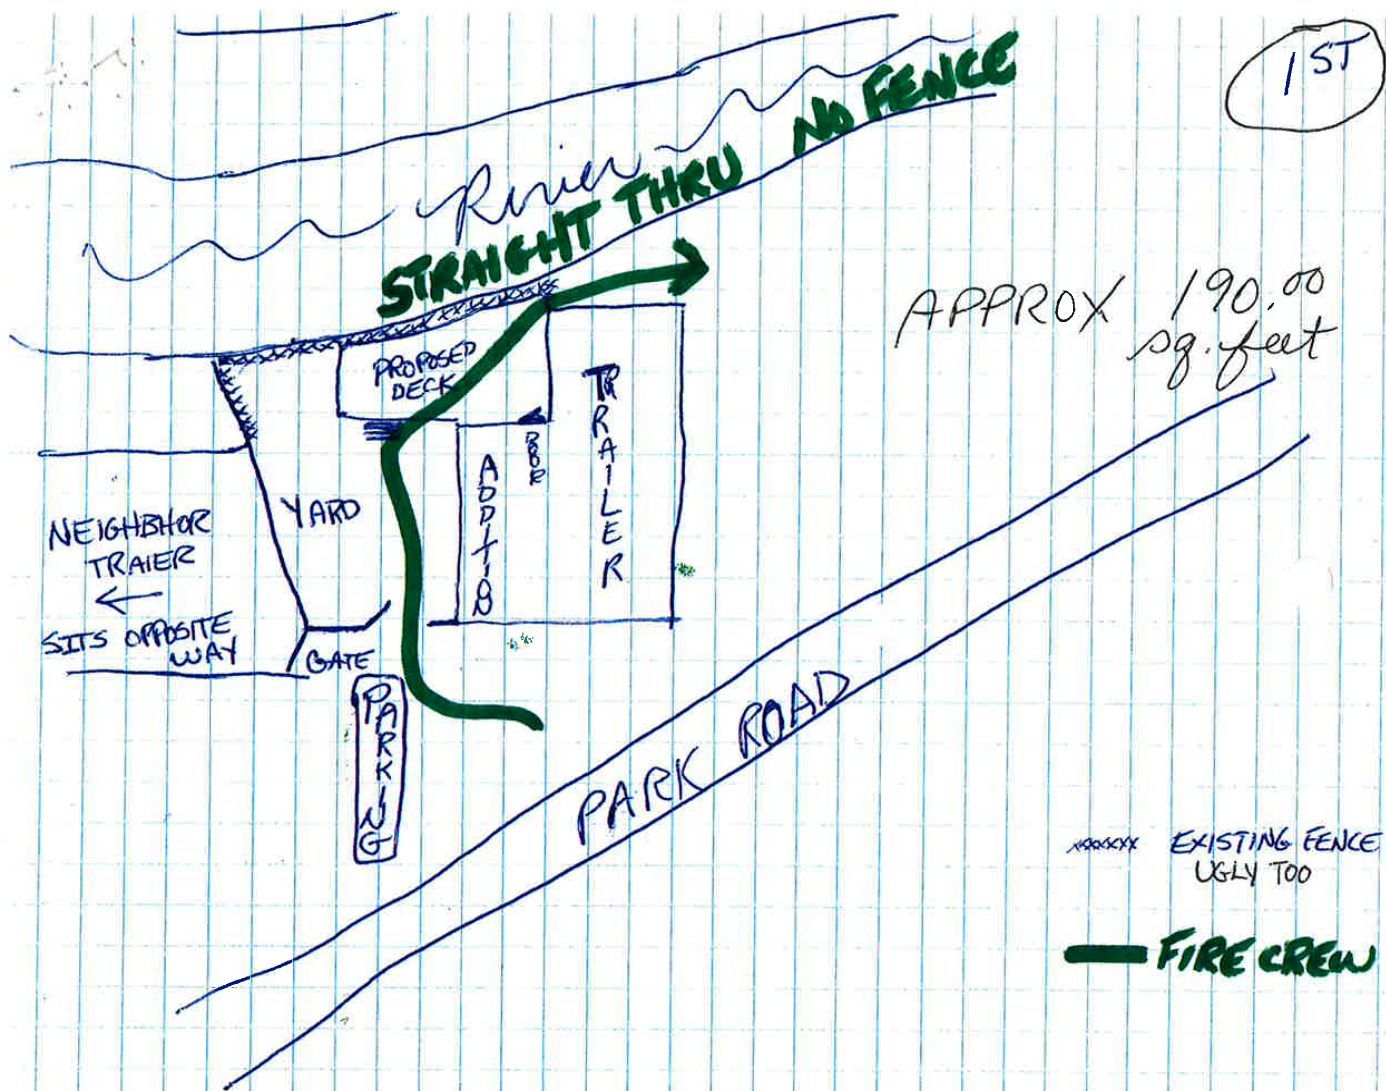 1ST
River
STRAIGHT THRU NO FENCE
APPROX 190.00
sq. feet
PROPOSED
DECK
TRAILER
DOOR
YARD
NEIGHBHOR
TRAIER
←
SITS OPPOSITE
WAY
GATE
PARKING
PARK ROAD
xxxxxxx EXISTING FENCE
UGLY TOO
FIRE CREW